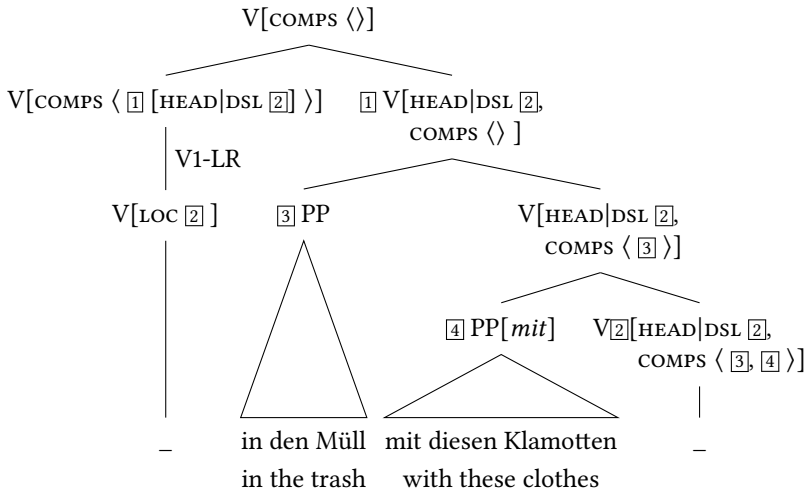 V[COMPS ⟨⟩]
V[COMPS ⟨ 1 [HEAD|DSL 2] ⟩] 1 V[HEAD|DSL 2,
COMPS ⟨⟩ ]
V1-LR
V[LOC 2 ] 3 PP V[HEAD|DSL 2,
COMPS ⟨ 3 ⟩]
4 PP[mit] V2[HEAD|DSL 2,
COMPS ⟨ 3, 4 ⟩]
_ in den Müll mit diesen Klamotten _
in the trash with these clothes